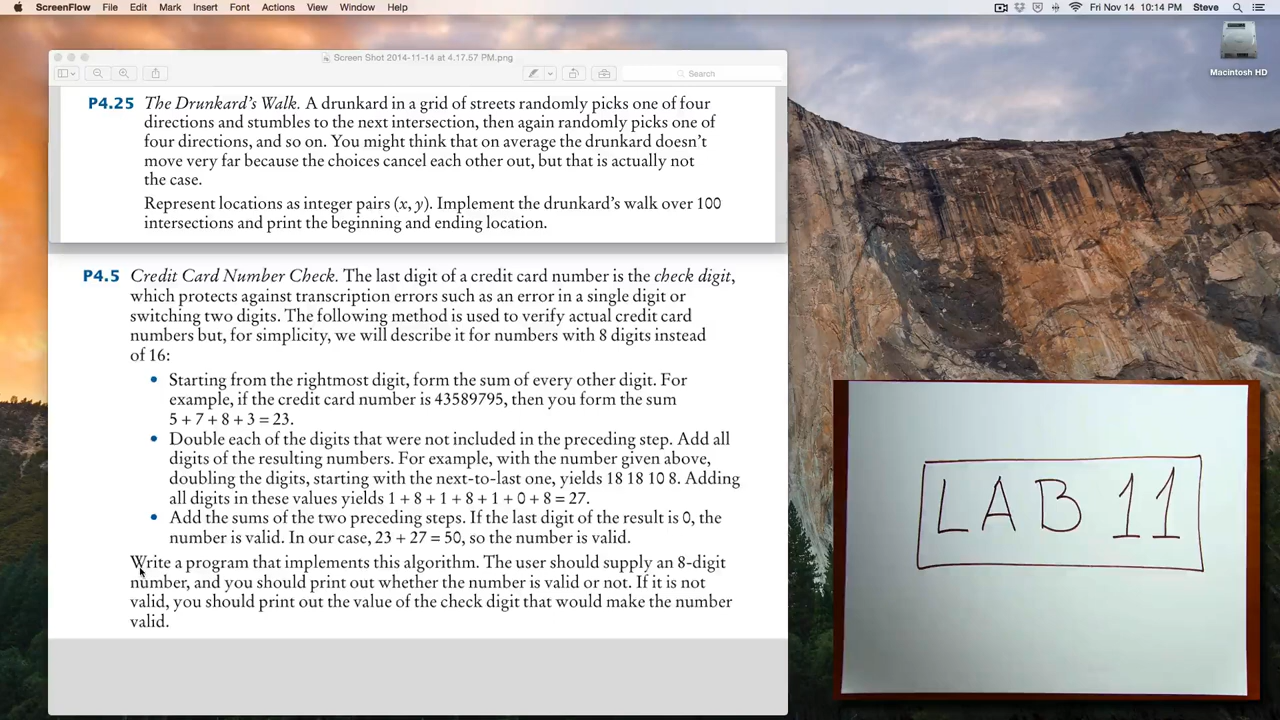 ScreenFlow File Edit Mark Insert Font Actions View Window Help Fri Nov 14 10:14 PM Steve
Macintosh HD
Screen Shot 2014-11-14 at 4.17.57 PM.png
Search
P4.25 The Drunkard's Walk. A drunkard in a grid of streets randomly picks one of four
directions and stumbles to the next intersection, then again randomly picks one of
four directions, and so on. You might think that on average the drunkard doesn't
move very far because the choices cancel each other out, but that is actually not
the case.
Represent locations as integer pairs (x, y). Implement the drunkard's walk over 100
intersections and print the beginning and ending location.
P4.5 Credit Card Number Check. The last digit of a credit card number is the check digit,
which protects against transcription errors such as an error in a single digit or
switching two digits. The following method is used to verify actual credit card
numbers but, for simplicity, we will describe it for numbers with 8 digits instead
of 16:
• Starting from the rightmost digit, form the sum of every other digit. For
example, if the credit card number is 43589795, then you form the sum
5 + 7 + 8 + 3 = 23.
• Double each of the digits that were not included in the preceding step. Add all
digits of the resulting numbers. For example, with the number given above,
doubling the digits, starting with the next-to-last one, yields 18 18 10 8. Adding
all digits in these values yields 1 + 8 + 1 + 8 + 1 + 0 + 8 = 27.
• Add the sums of the two preceding steps. If the last digit of the result is 0, the
number is valid. In our case, 23 + 27 = 50, so the number is valid.
Write a program that implements this algorithm. The user should supply an 8-digit
number, and you should print out whether the number is valid or not. If it is not
valid, you should print out the value of the check digit that would make the number
valid.
LAB 11